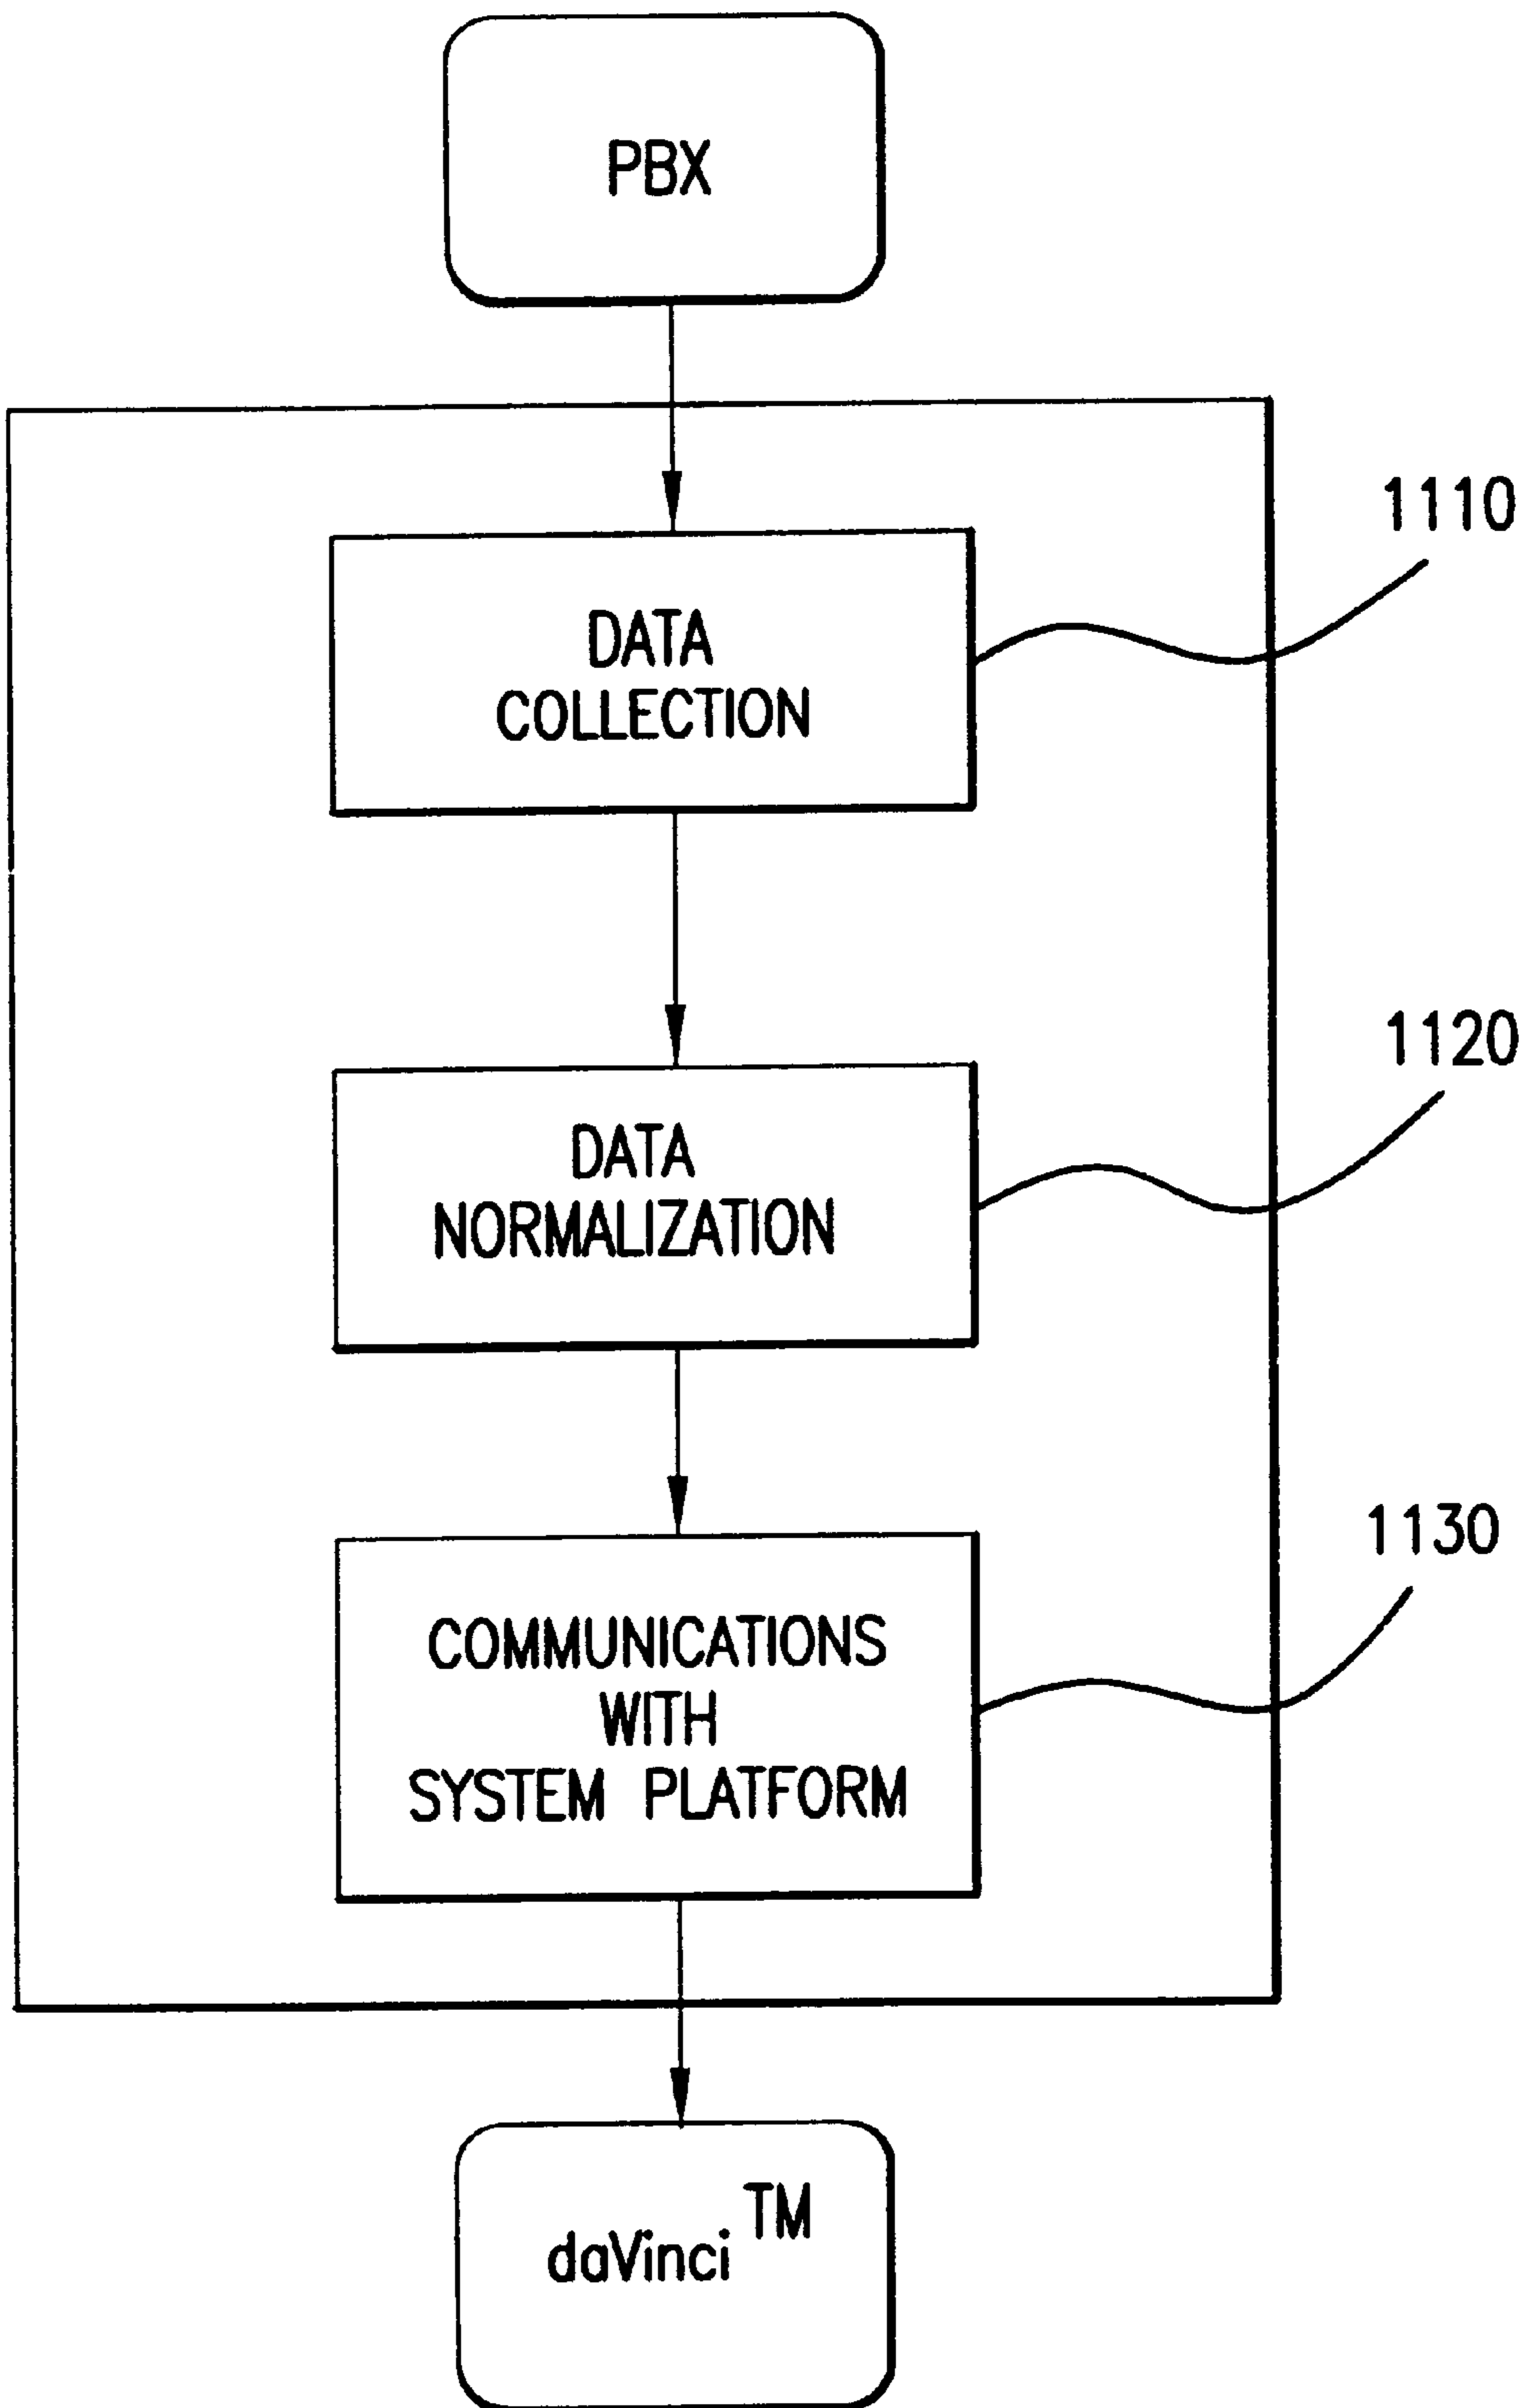 PBX
1110
DATA
COLLECTION
1120
DATA
NORMALIZATION
1130
COMMUNICATIONS
WITH
SYSTEM PLATFORM
daVinci TM